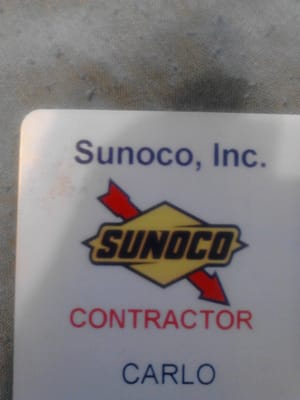 Sunoco, Inc.
SUNOCO
CONTRACTOR
CARLO